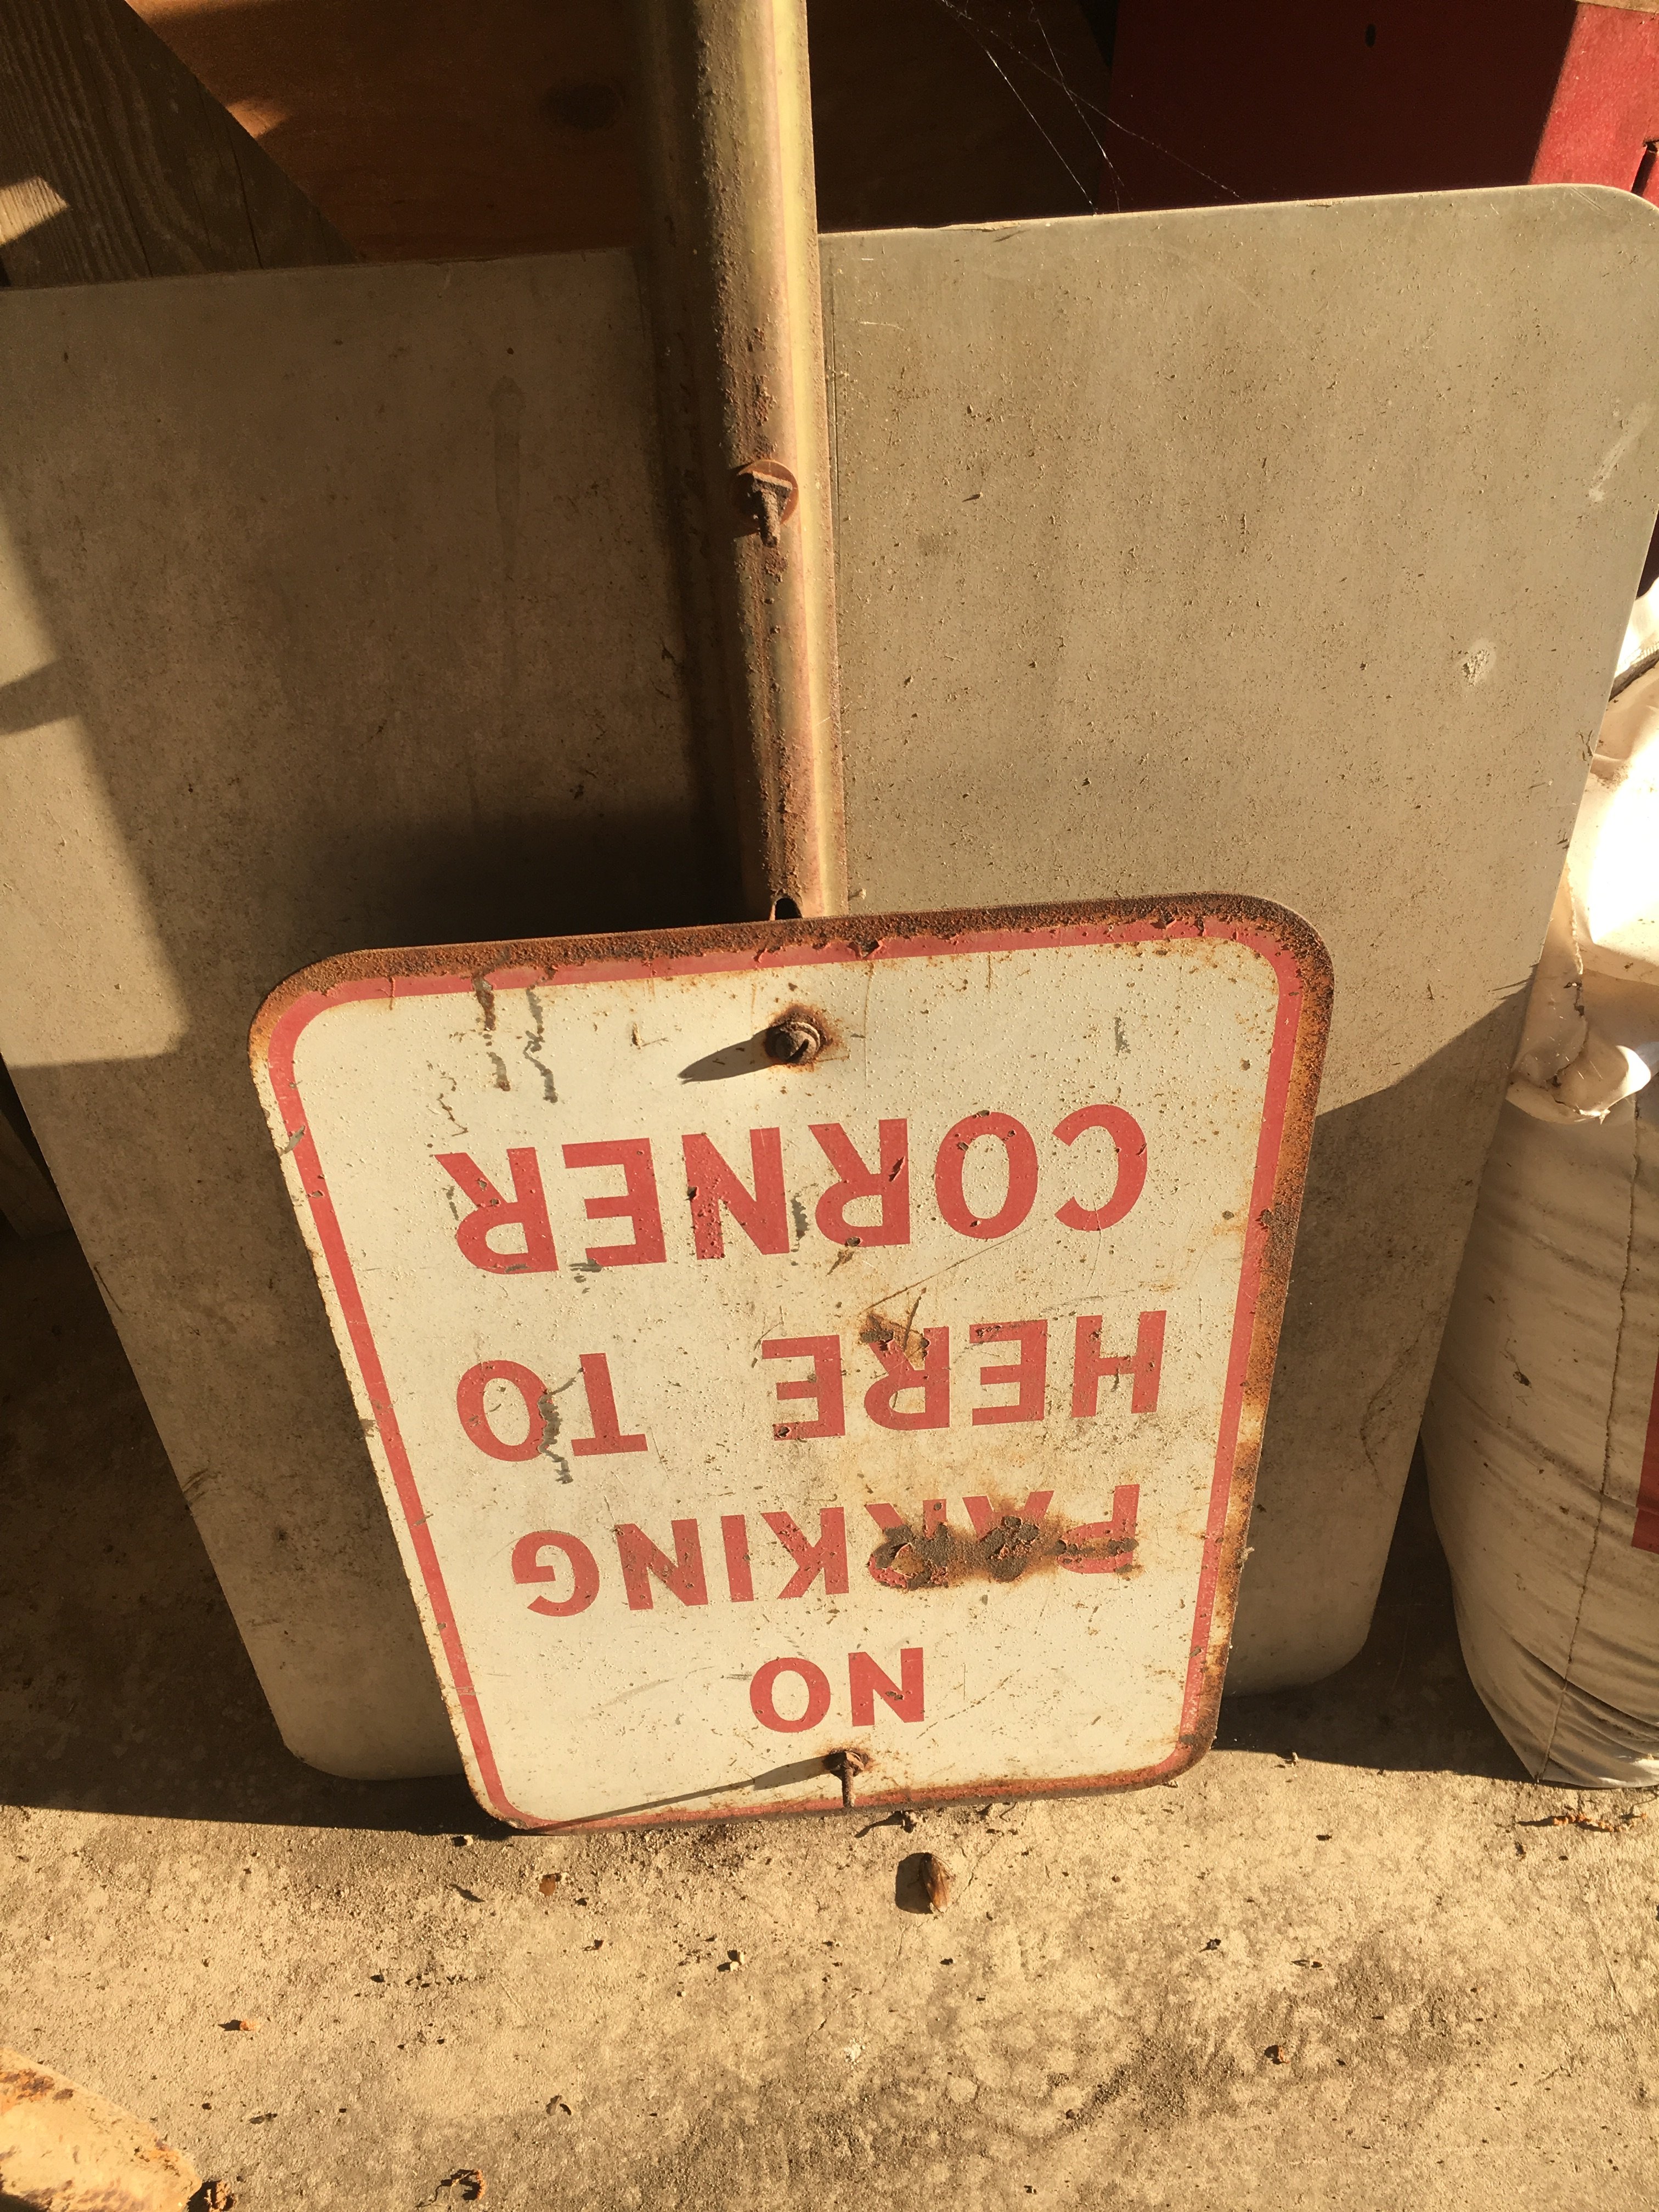 NO
PARKING
HERE TO
CORNER